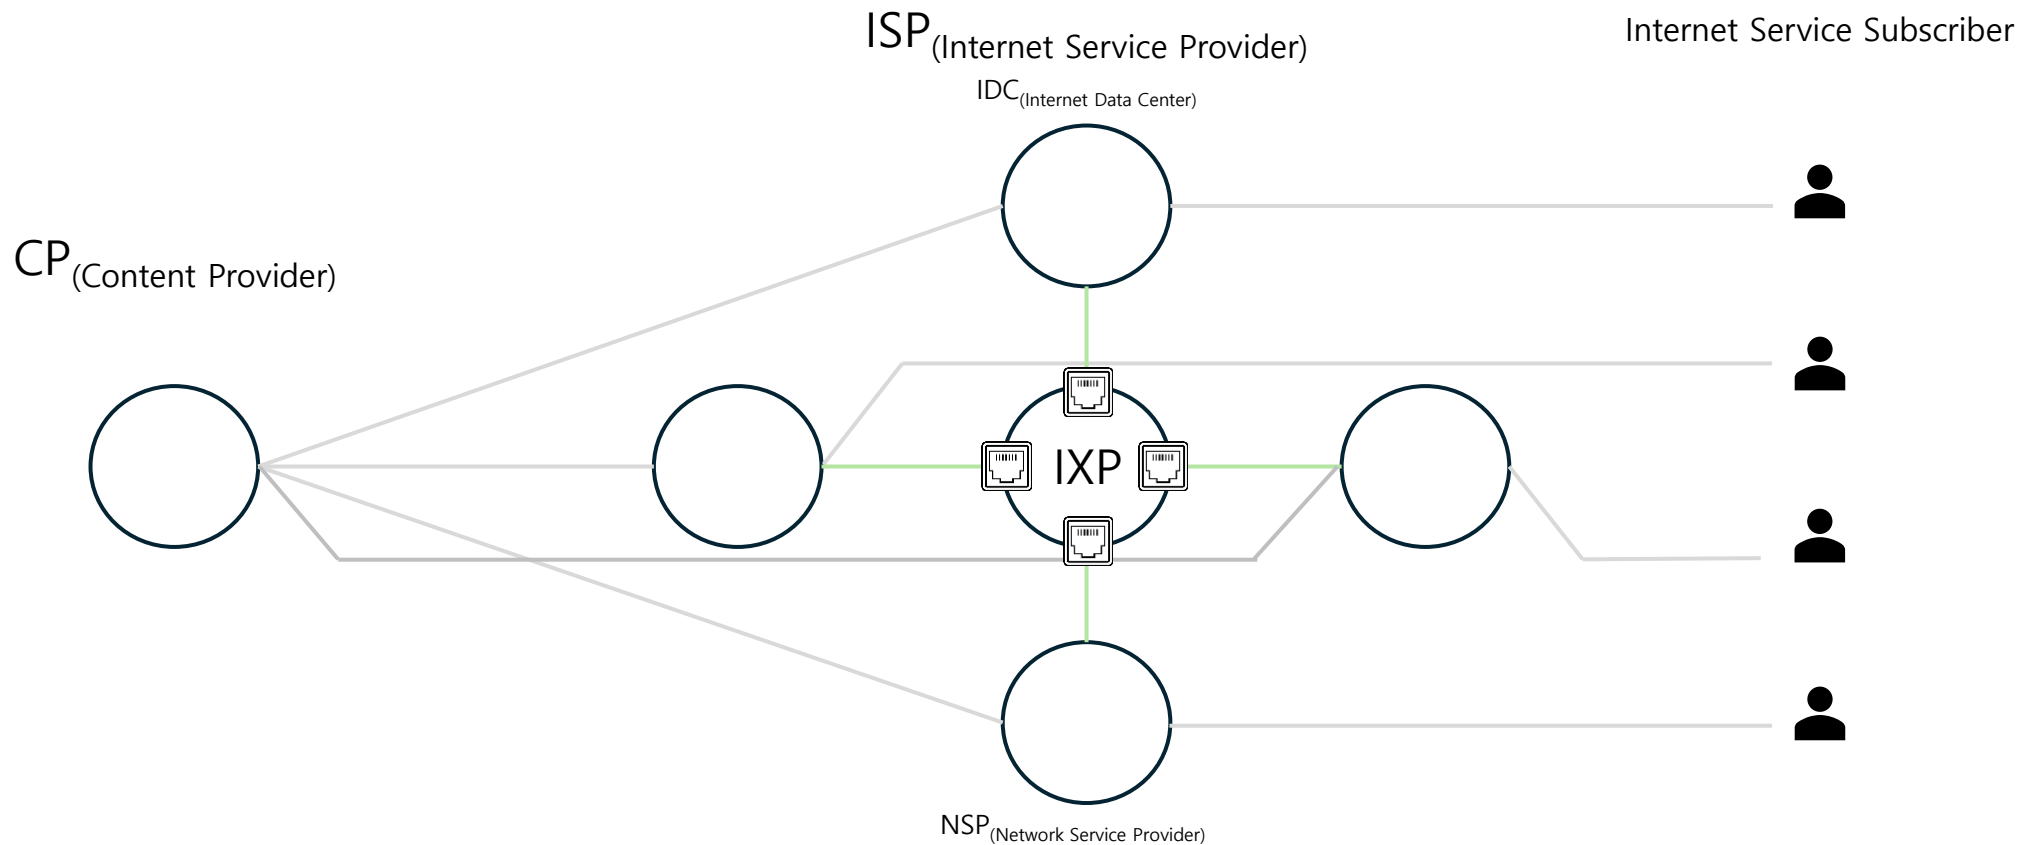 ISP(Internet Service Provider)
Internet Service Subscriber
IDC(Internet Data Center)
CP(Content Provider)
IXP
NSP(Network Service Provider)